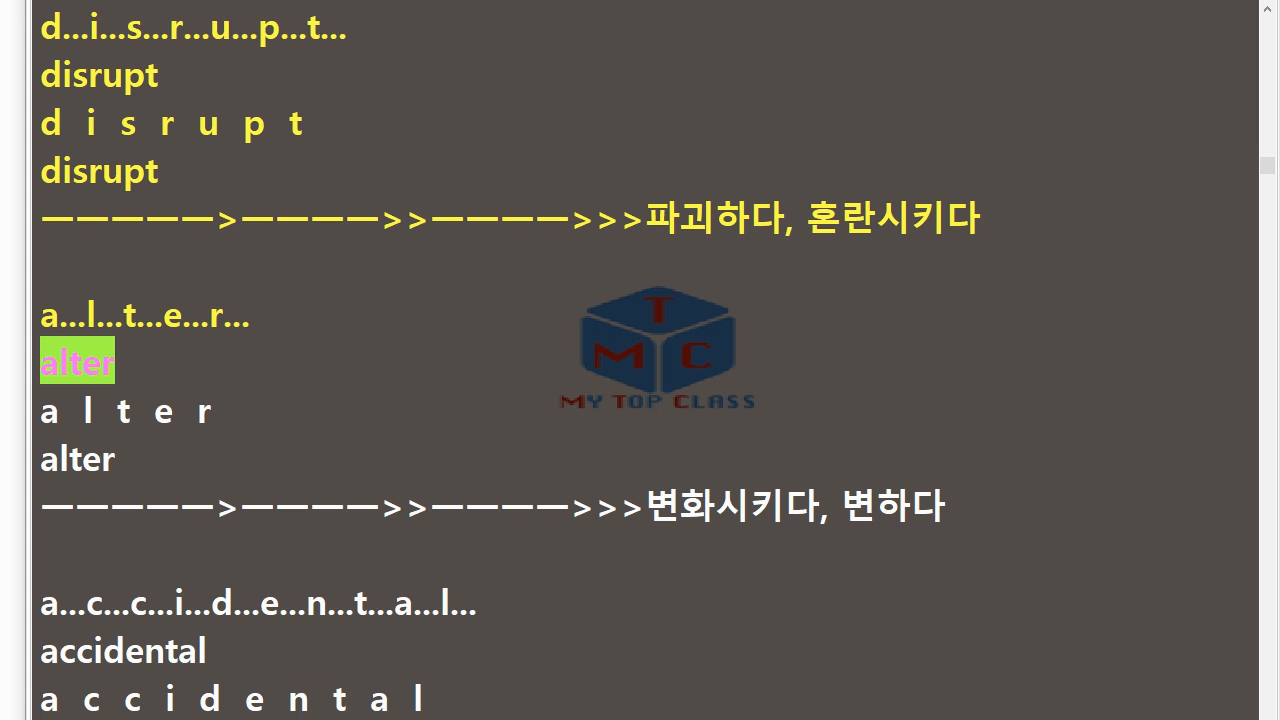 d...i...s...r...u...p...t...
disrupt
d i s r u p t
disrupt
—————>————>>————>>>파괴하다, 혼란시키다
a...l...t...e...r...
alter
a l t e r
alter
—————>————>>————>>>변화시키다, 변하다
T
M C
MY TOP CLASS
a...c...c...i...d...e...n...t...a...l...
accidental
a c c i d e n t a l